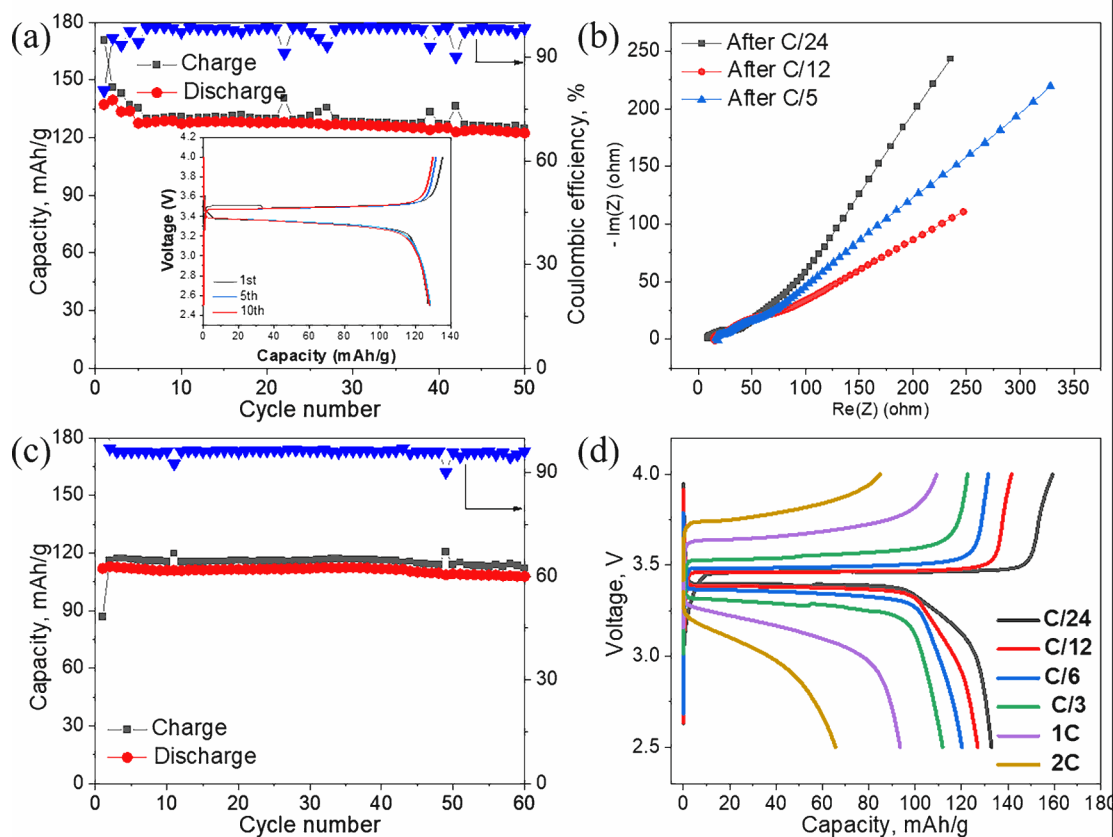 (a)
180
160
140
120
100
80
60
40
20
0
Capacity, mAh/g
Charge
Discharge
90
60
30
0
Coulombic efficiency, %
0
10
20
30
40
50
Cycle number
4.2
4.0
3.8
3.6
3.4
3.2
3.0
2.8
2.6
2.4
Voltage (V)
1st
5th
10th
0
20
40
60
80
100
120
140
Capacity (mAh/g)
(b)
After C/24
After C/12
After C/5
250
200
150
100
50
0
- Im(Z) (ohm)
0
50
100
150
200
250
300
350
Re(Z) (ohm)
(c)
180
150
120
90
60
30
0
Capacity, mAh/g
Charge
Discharge
90
60
30
0
0
10
20
30
40
50
60
Cycle number
(d)
4.0
3.5
3.0
2.5
Voltage, V
C/24
C/12
C/6
C/3
1C
2C
0
20
40
60
80
100
120
140
160
180
Capacity, mAh/g